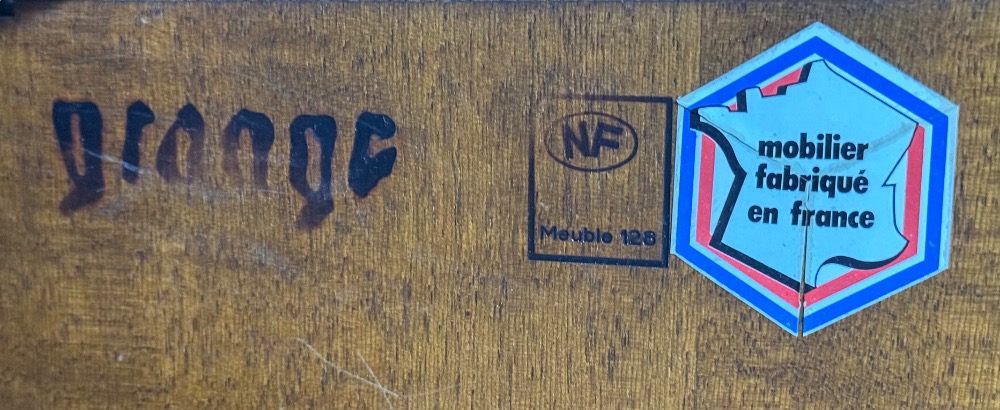 grange
NF
Meuble 128
mobilier
fabriqué
en france